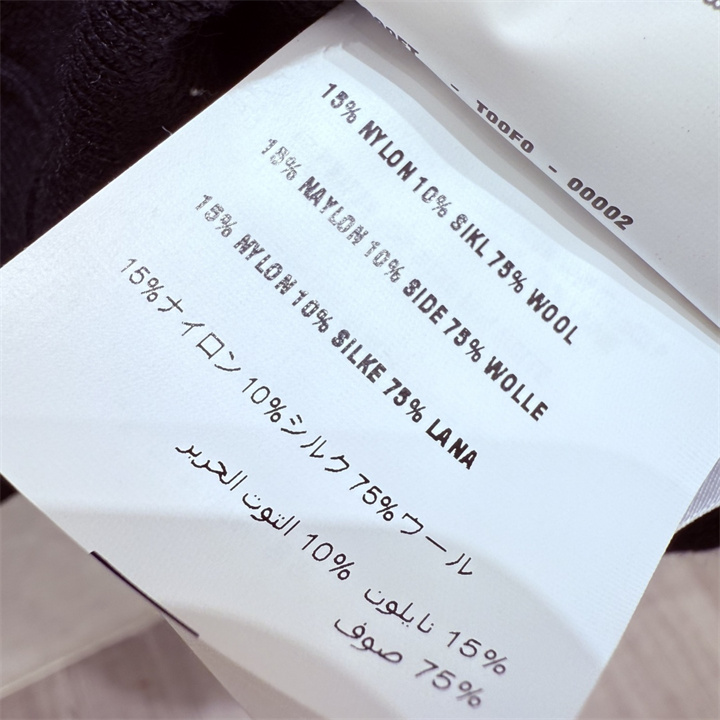 - TOOFO - 00002
15% NYLON 10% SIKL 75% WOOL
15% NAYLON 10% SIDE 75% WOLLE
15% NYLON 10% SILKE 75% LANA
15%ナイロン 10%シルク 75%ウール
15% نايلون 10% التوت الحرير
75% صوف